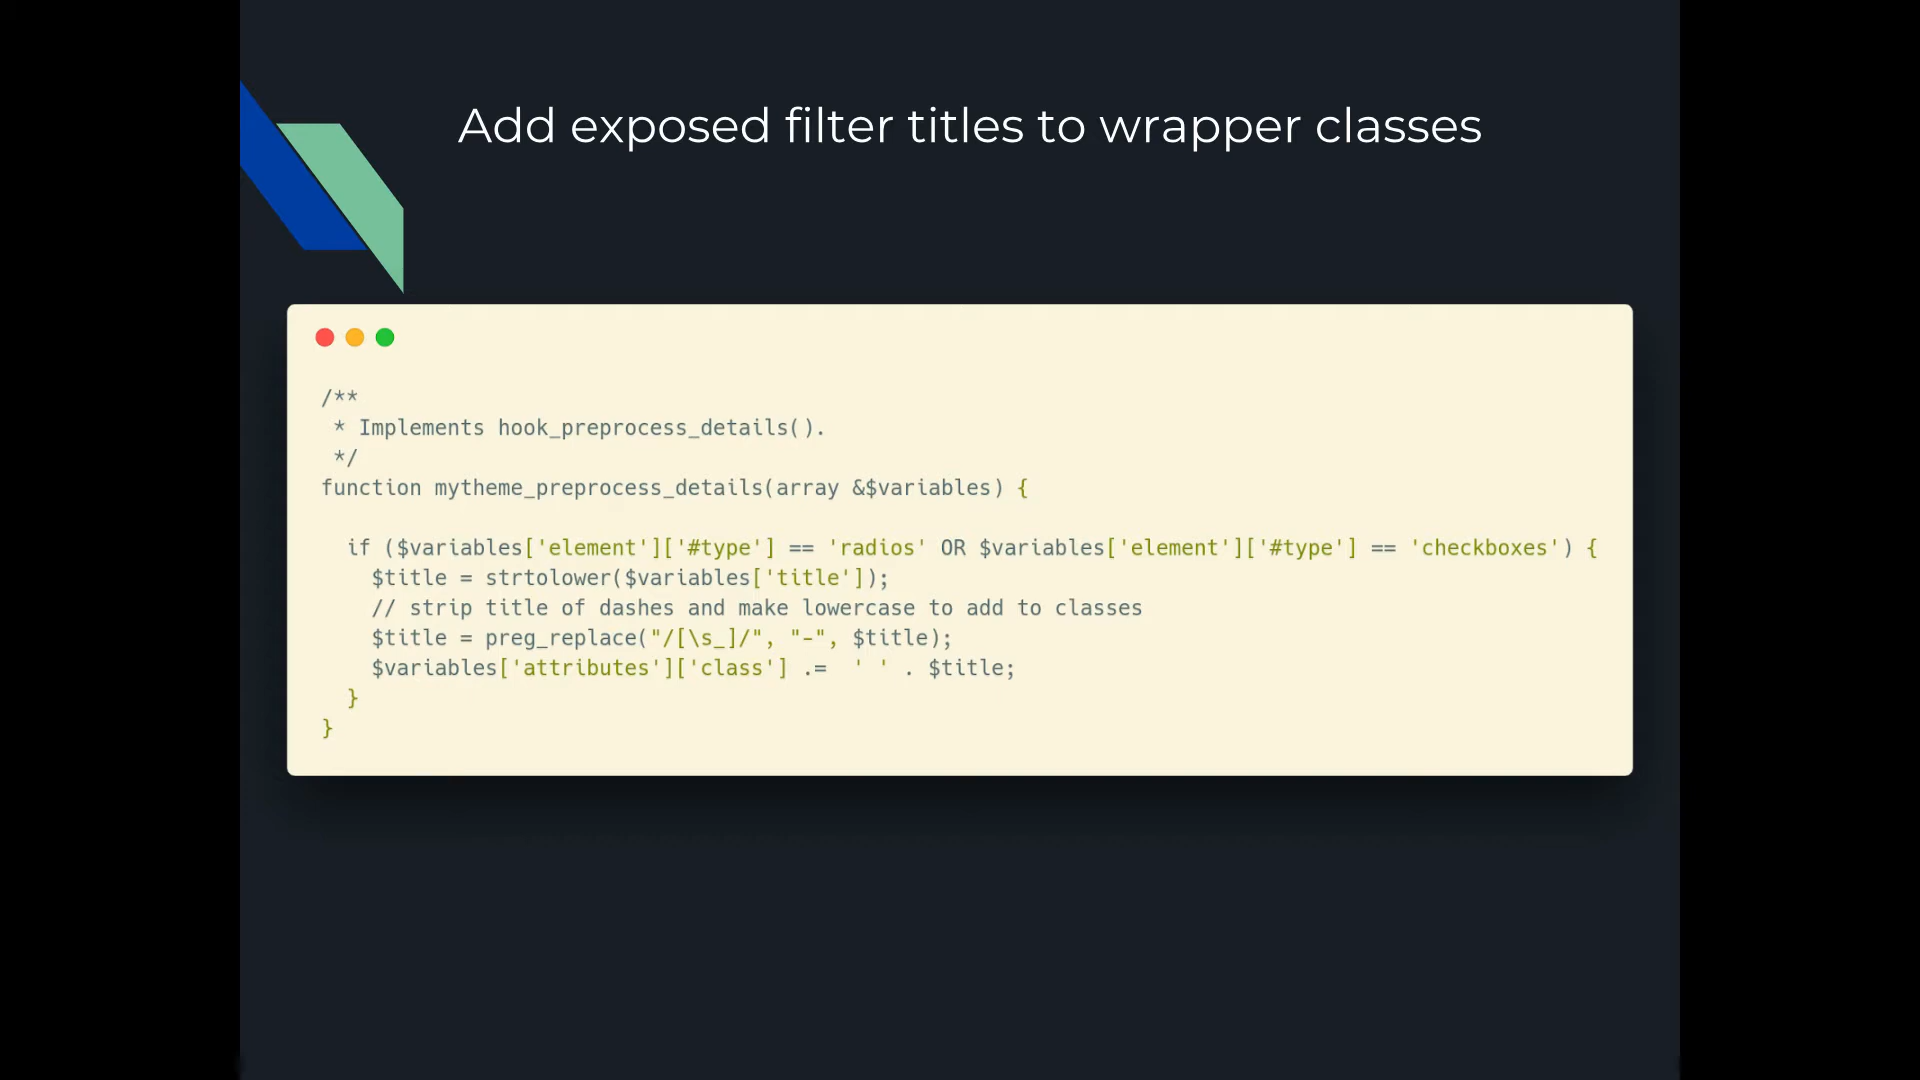 Add exposed filter titles to wrapper classes
/**
 * Implements hook_preprocess_details().
 */
function mytheme_preprocess_details(array &$variables) {
  if ($variables['element']['#type'] == 'radios' OR $variables['element']['#type'] == 'checkboxes') {
    $title = strtolower($variables['title']);
    // strip title of dashes and make lowercase to add to classes
    $title = preg_replace("/[\s_]/", "-", $title);
    $variables['attributes']['class'] .=  ' ' . $title;
  }
}